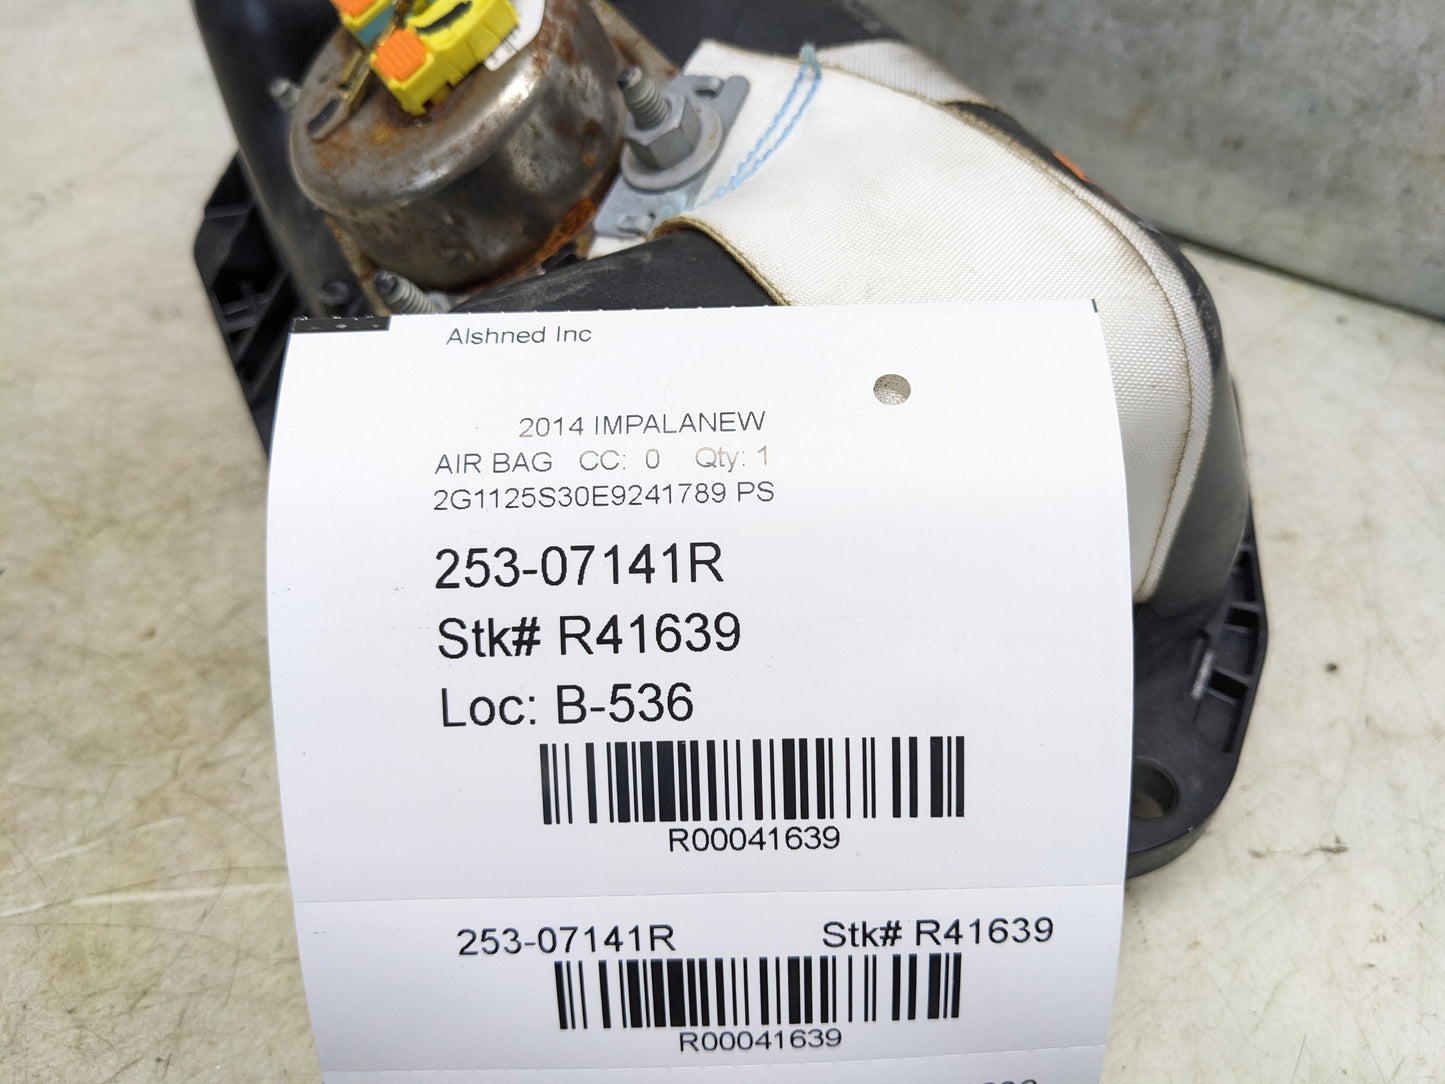 Alshned Inc
2014 IMPALANEW
AIR BAG CC: 0 Qty: 1
2G1125S30E9241789 PS
253-07141R
Stk# R41639
Loc: B-536
R00041639
253-07141R Stk# R41639
R00041639